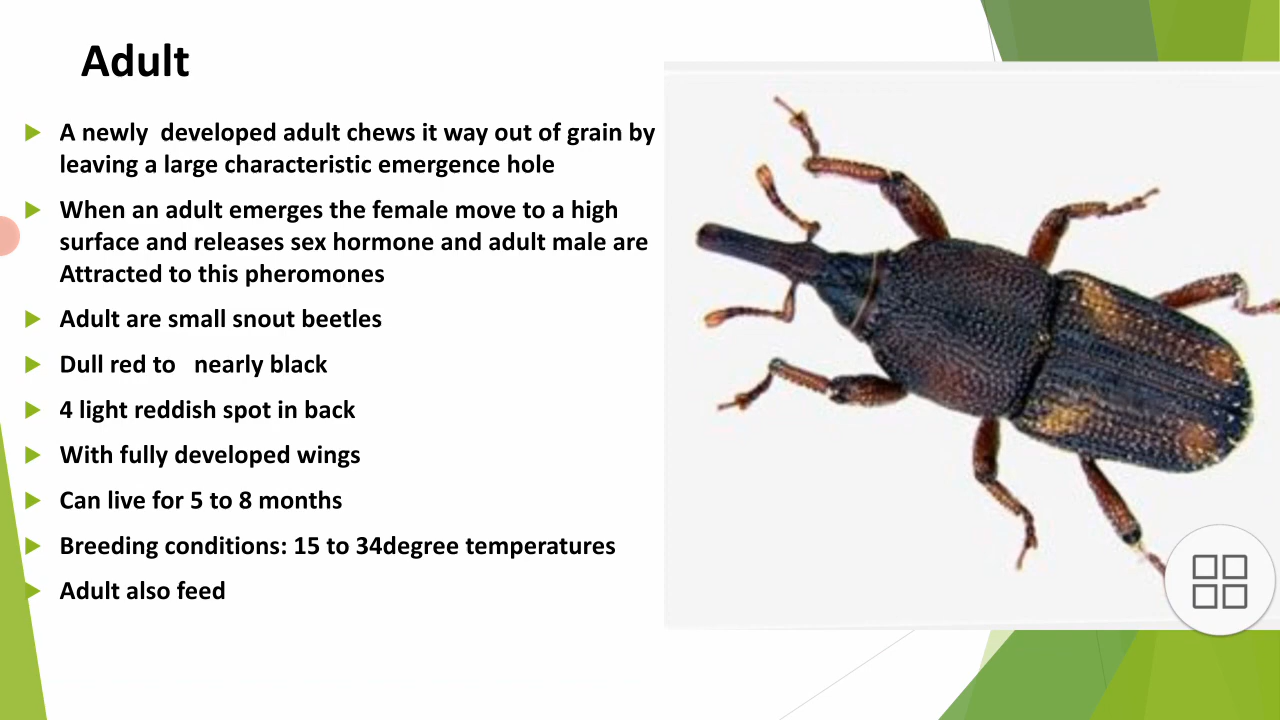 Adult
A newly developed adult chews it way out of grain by
leaving a large characteristic emergence hole
When an adult emerges the female move to a high
surface and releases sex hormone and adult male are
Attracted to this pheromones
Adult are small snout beetles
Dull red to nearly black
4 light reddish spot in back
With fully developed wings
Can live for 5 to 8 months
Breeding conditions: 15 to 34degree temperatures
Adult also feed